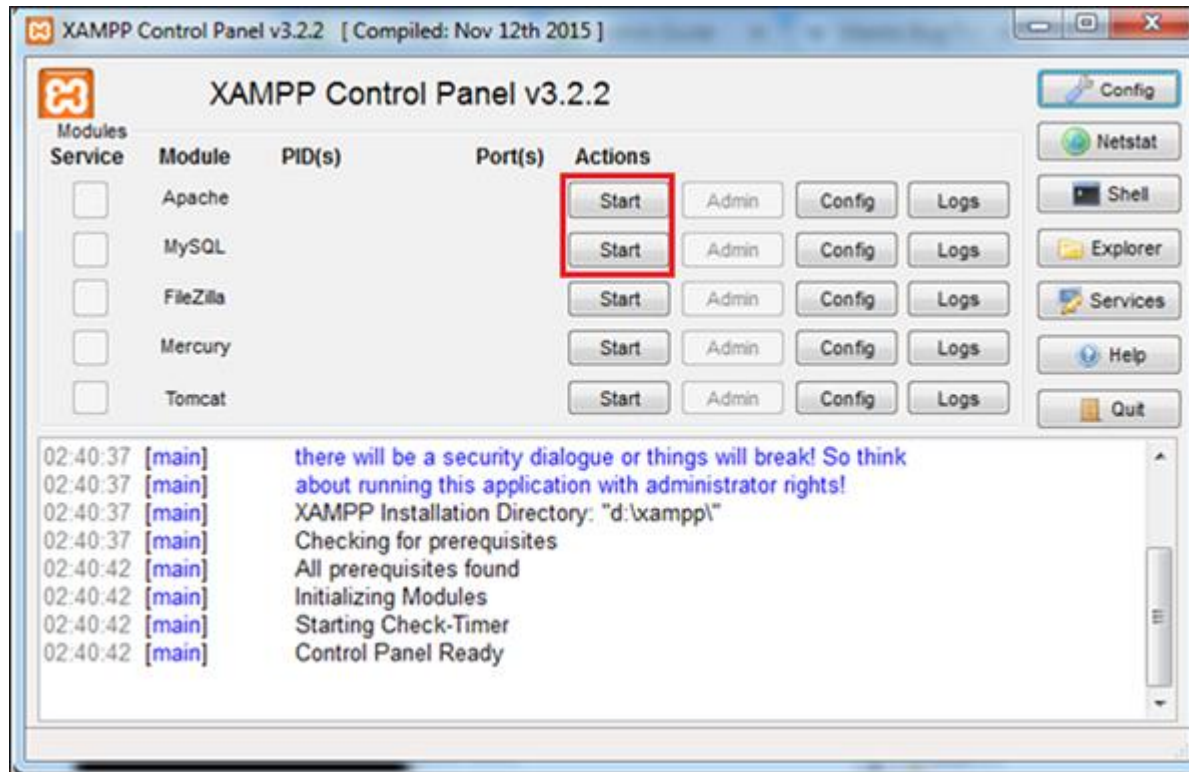 XAMPP Control Panel v3.2.2 [ Compiled: Nov 12th 2015 ]
XAMPP Control Panel v3.2.2
Config
Modules
Service Module PID(s) Port(s) Actions
Netstat
Apache Start Admin Config Logs
Shell
MySQL Start Admin Config Logs
Explorer
FileZilla Start Admin Config Logs
Services
Mercury Start Admin Config Logs
Help
Tomcat Start Admin Config Logs
Quit
02:40:37 [main] there will be a security dialogue or things will break! So think
02:40:37 [main] about running this application with administrator rights!
02:40:37 [main] XAMPP Installation Directory: "d:\xampp\"
02:40:37 [main] Checking for prerequisites
02:40:42 [main] All prerequisites found
02:40:42 [main] Initializing Modules
02:40:42 [main] Starting Check-Timer
02:40:42 [main] Control Panel Ready